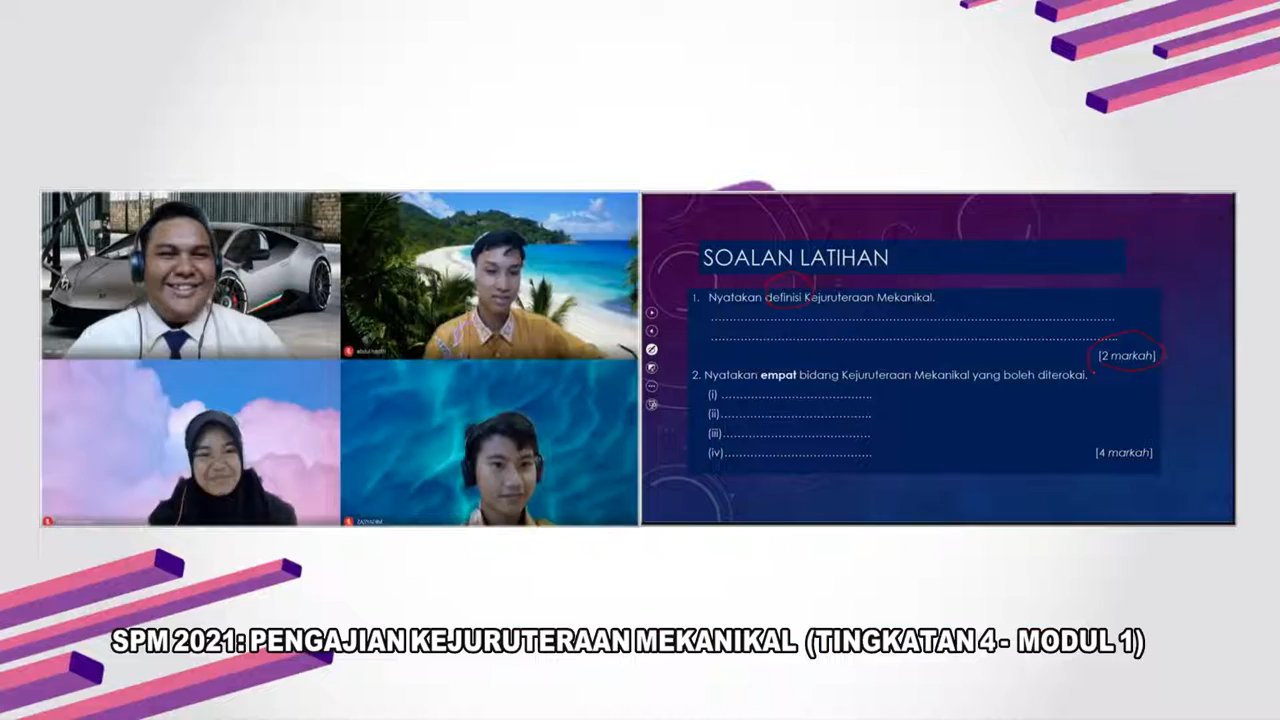 SOALAN LATIHAN
1. Nyatakan definisi Kejuruteraan Mekanikal.
[2 markah]
2. Nyatakan empat bidang Kejuruteraan Mekanikal yang boleh diterokai.
(i) ........................................
(ii)........................................
(iii).......................................
(iv).......................................
[4 markah]
SPM 2021: PENGAJIAN KEJURUTERAAN MEKANIKAL (TINGKATAN 4 - MODUL 1)